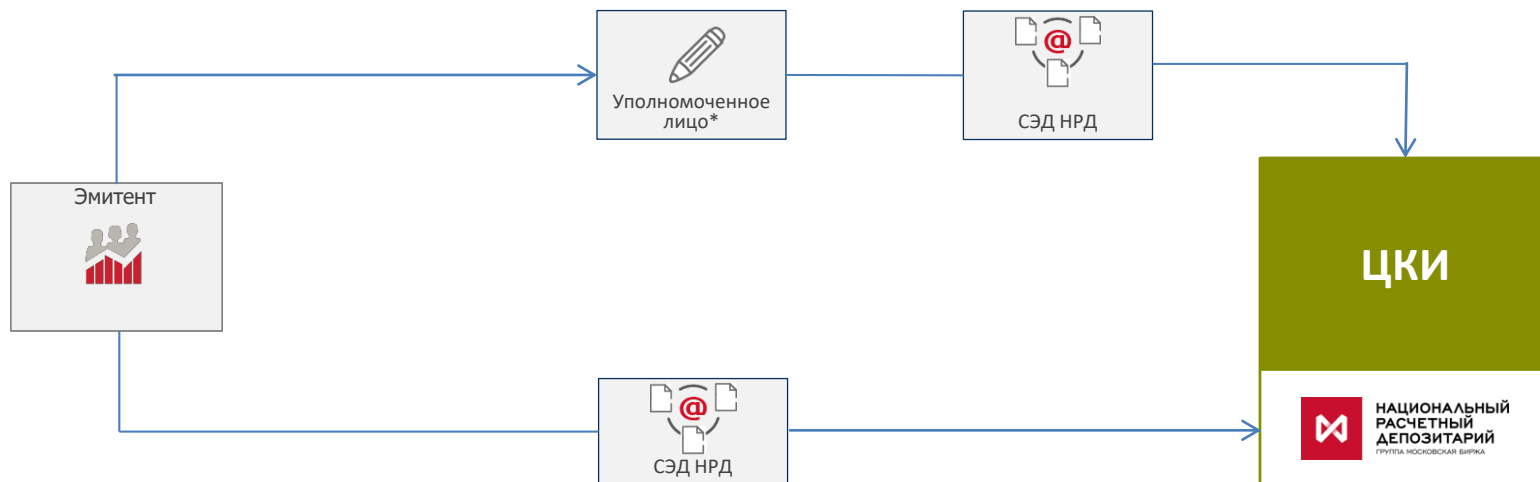 Уполномоченное
лицо*
@
СЭД НРД
Эмитент
ЦКИ
@
СЭД НРД
НАЦИОНАЛЬНЫЙ
РАСЧЕТНЫЙ
ДЕПОЗИТАРИЙ
ГРУППА МОСКОВСКАЯ БИРЖА